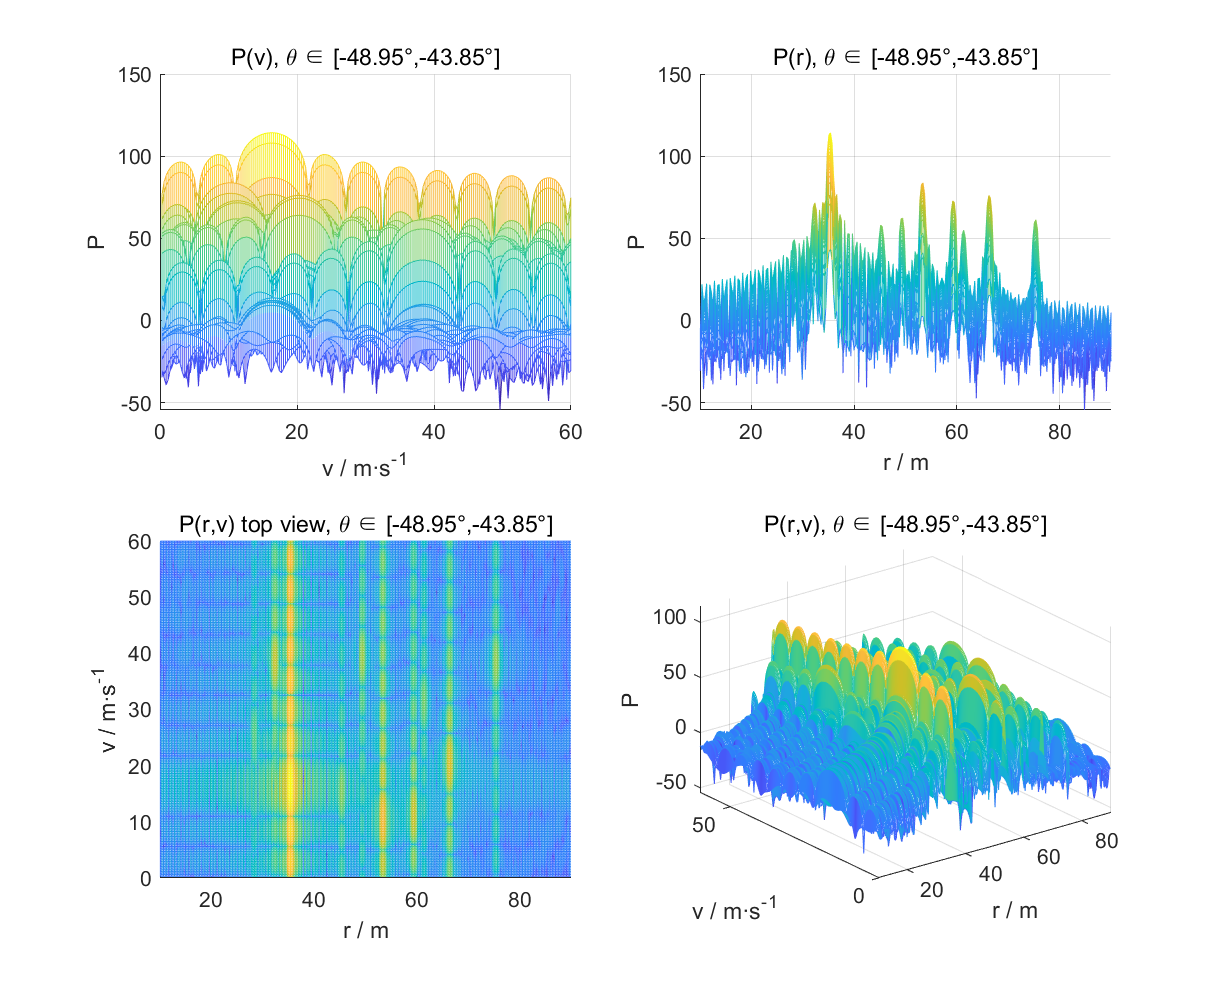 P(v), θ ∈ [-48.95°,-43.85°]
150
100
50
0
-50
P
0 20 40 60
v / m·s⁻¹
P(r), θ ∈ [-48.95°,-43.85°]
150
100
50
0
-50
P
20 40 60 80
r / m
P(r,v) top view, θ ∈ [-48.95°,-43.85°]
60
50
40
30
20
10
0
v / m·s⁻¹
20 40 60 80
r / m
P(r,v), θ ∈ [-48.95°,-43.85°]
100
50
0
-50
P
50
0
v / m·s⁻¹
20 40 60 80
r / m